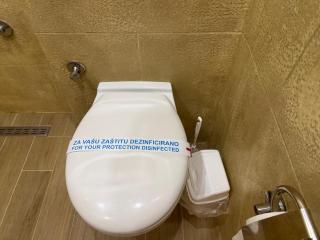 ZA VAŠU ZAŠTITU DEZINFICIRANO
FOR YOUR PROTECTION DISINFECTED